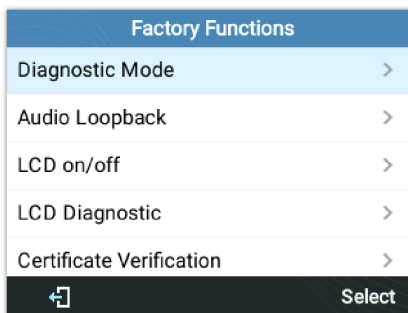 Factory Functions
Diagnostic Mode
Audio Loopback
LCD on/off
LCD Diagnostic
Certificate Verification
Select